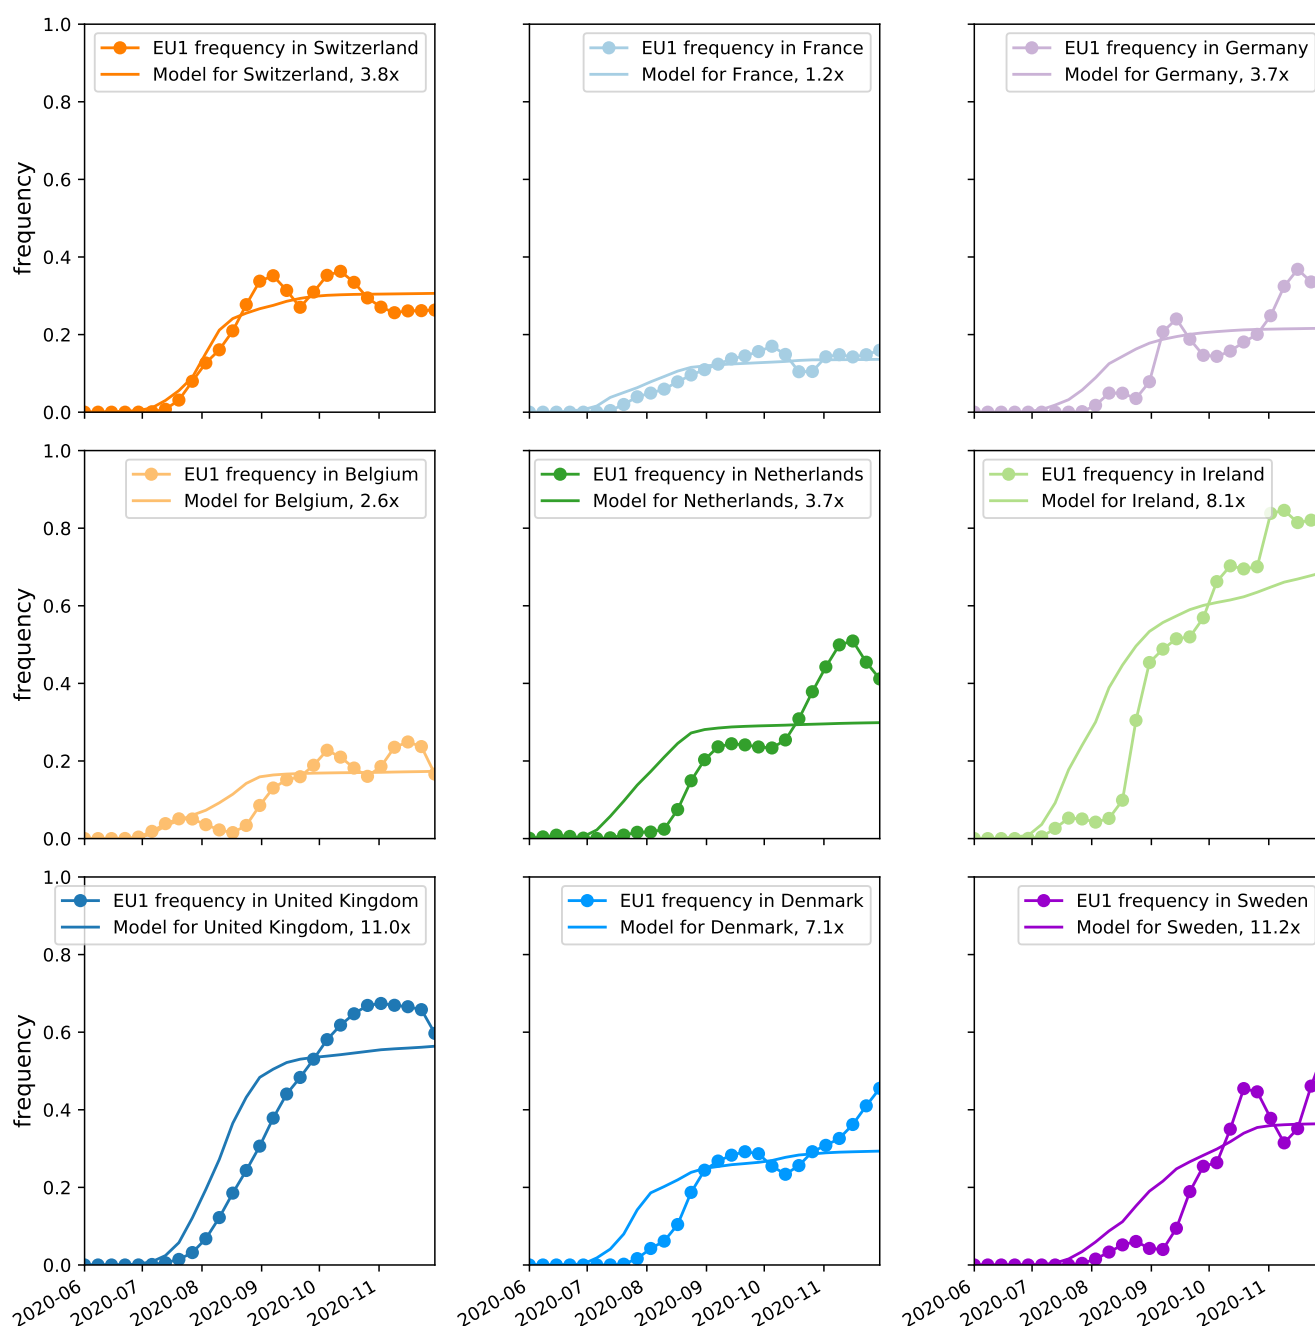 1.0
0.8
0.6
0.4
0.2
0.0
frequency
EU1 frequency in Switzerland
Model for Switzerland, 3.8x
EU1 frequency in France
Model for France, 1.2x
EU1 frequency in Germany
Model for Germany, 3.7x
1.0
0.8
0.6
0.4
0.2
0.0
frequency
EU1 frequency in Belgium
Model for Belgium, 2.6x
EU1 frequency in Netherlands
Model for Netherlands, 3.7x
EU1 frequency in Ireland
Model for Ireland, 8.1x
1.0
0.8
0.6
0.4
0.2
0.0
frequency
EU1 frequency in United Kingdom
Model for United Kingdom, 11.0x
EU1 frequency in Denmark
Model for Denmark, 7.1x
EU1 frequency in Sweden
Model for Sweden, 11.2x
2020-06
2020-07
2020-08
2020-09
2020-10
2020-11
2020-06
2020-07
2020-08
2020-09
2020-10
2020-11
2020-06
2020-07
2020-08
2020-09
2020-10
2020-11